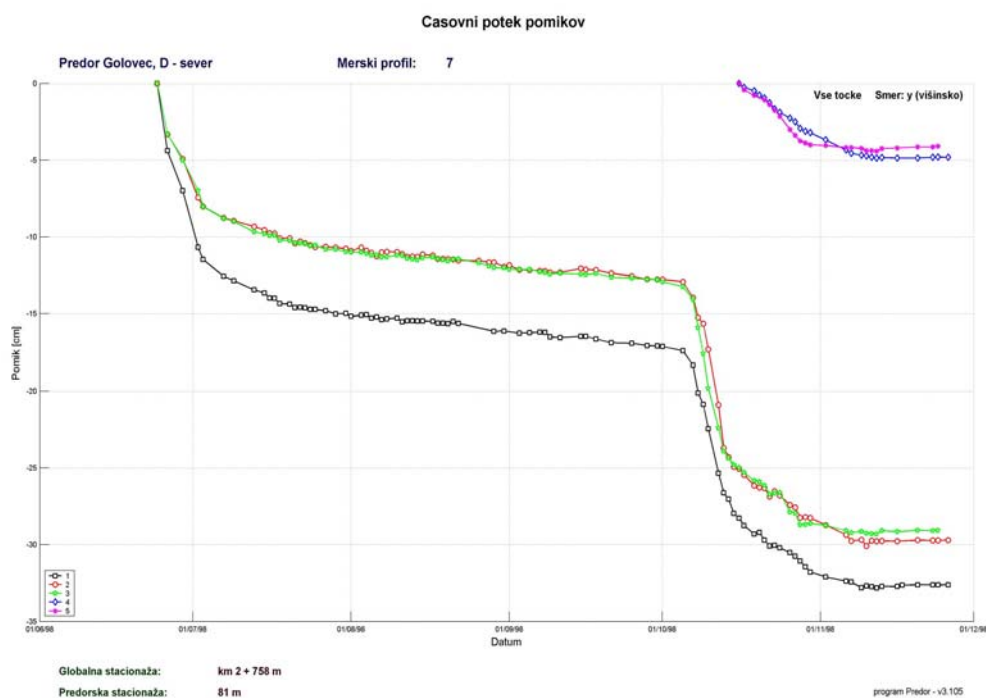 Casovni potek pomikov
Predor Golovec, D - sever Merski profil: 7
Vse tocke Smer: y (višinsko)
0
-5
-10
-15
-20
-25
-30
-35
Pomik [cm]
1
2
3
4
5
01/06/98 01/07/98 01/08/98 01/09/98 01/10/98 01/11/98 01/12/98
Datum
Globalna stacionaža: km 2 + 758 m
Predorska stacionaža: 81 m
program Predor - v3.105